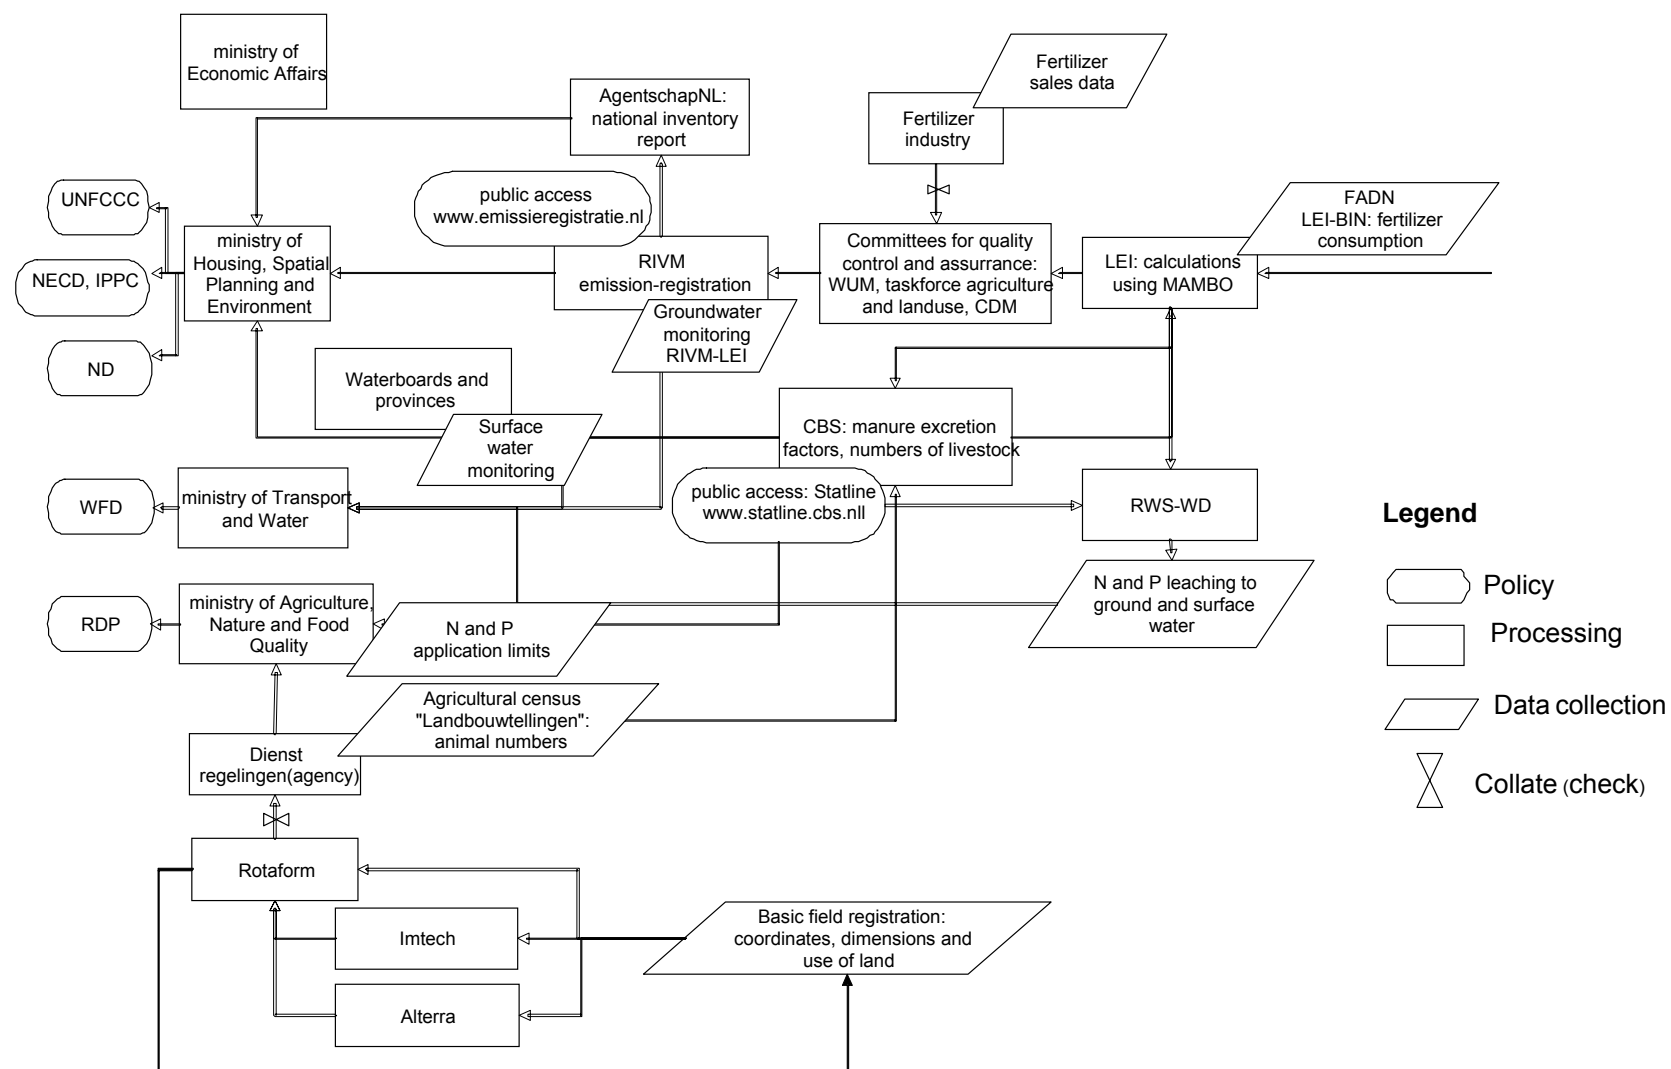 ministry of
Economic Affairs
Fertilizer
sales data
AgentschapNL:
national inventory
report
Fertilizer
industry
public access
www.emissieregistratie.nl
UNFCCC
FADN
LEI-BIN: fertilizer
consumption
ministry of
Housing, Spatial
Planning and
Environment
RIVM
emission-registration
Committees for quality
control and assurrance:
WUM, taskforce agriculture
and landuse, CDM
LEI: calculations
using MAMBO
NECD, IPPC
Groundwater
monitoring
RIVM-LEI
ND
Waterboards and
provinces
Surface
water
monitoring
CBS: manure excretion
factors, numbers of livestock
public access: Statline
www.statline.cbs.nll
WFD
ministry of Transport
and Water
RWS-WD
RDP
ministry of Agriculture,
Nature and Food
Quality
N and P
application limits
N and P leaching to
ground and surface
water
Agricultural census
"Landbouwtellingen":
animal numbers
Dienst
regelingen(agency)
Rotaform
Imtech
Alterra
Basic field registration:
coordinates, dimensions and
use of land
Legend
Policy
Processing
Data collection
Collate (check)